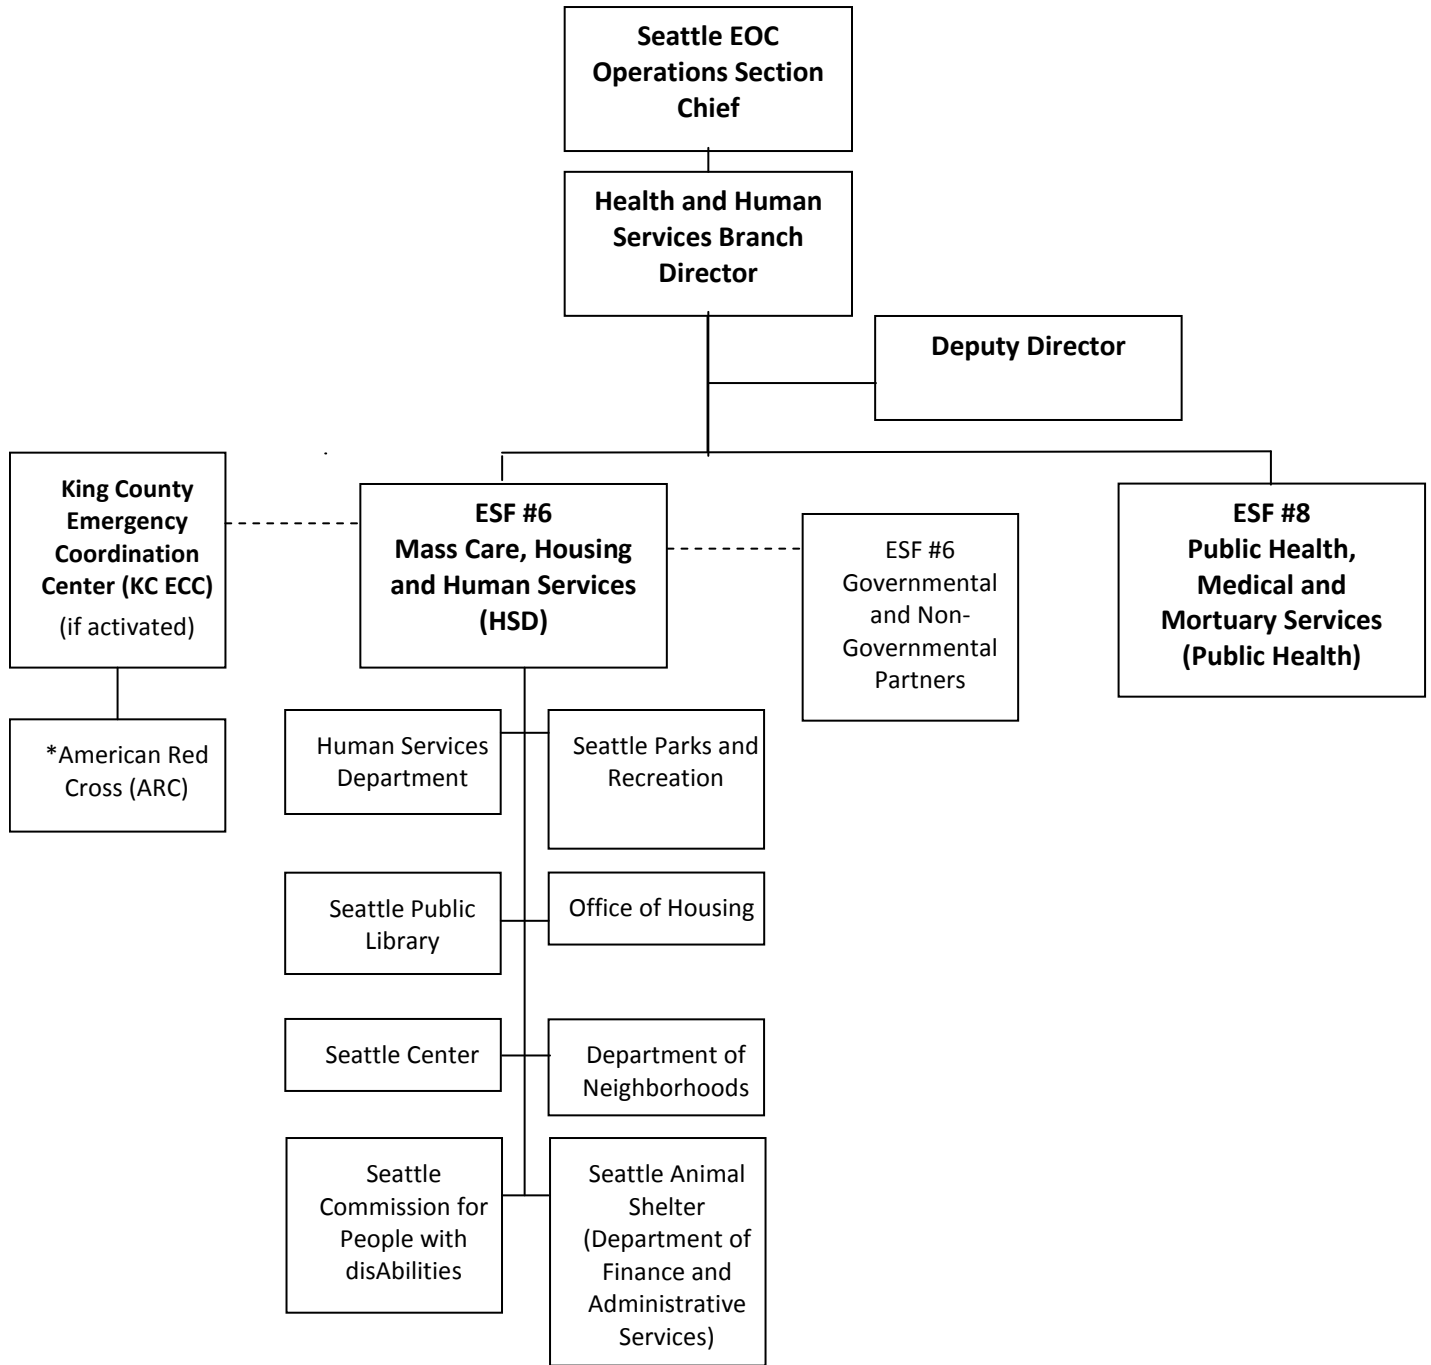 Seattle EOC
Operations Section
Chief
Health and Human
Services Branch
Director
Deputy Director
King County
Emergency
Coordination
Center (KC ECC)
(if activated)
ESF #6
Mass Care, Housing
and Human Services
(HSD)
ESF #6
Governmental
and Non-
Governmental
Partners
ESF #8
Public Health,
Medical and
Mortuary Services
(Public Health)
*American Red
Cross (ARC)
Human Services
Department
Seattle Parks and
Recreation
Seattle Public
Library
Office of Housing
Seattle Center
Department of
Neighborhoods
Seattle
Commission for
People with
disAbilities
Seattle Animal
Shelter
(Department of
Finance and
Administrative
Services)